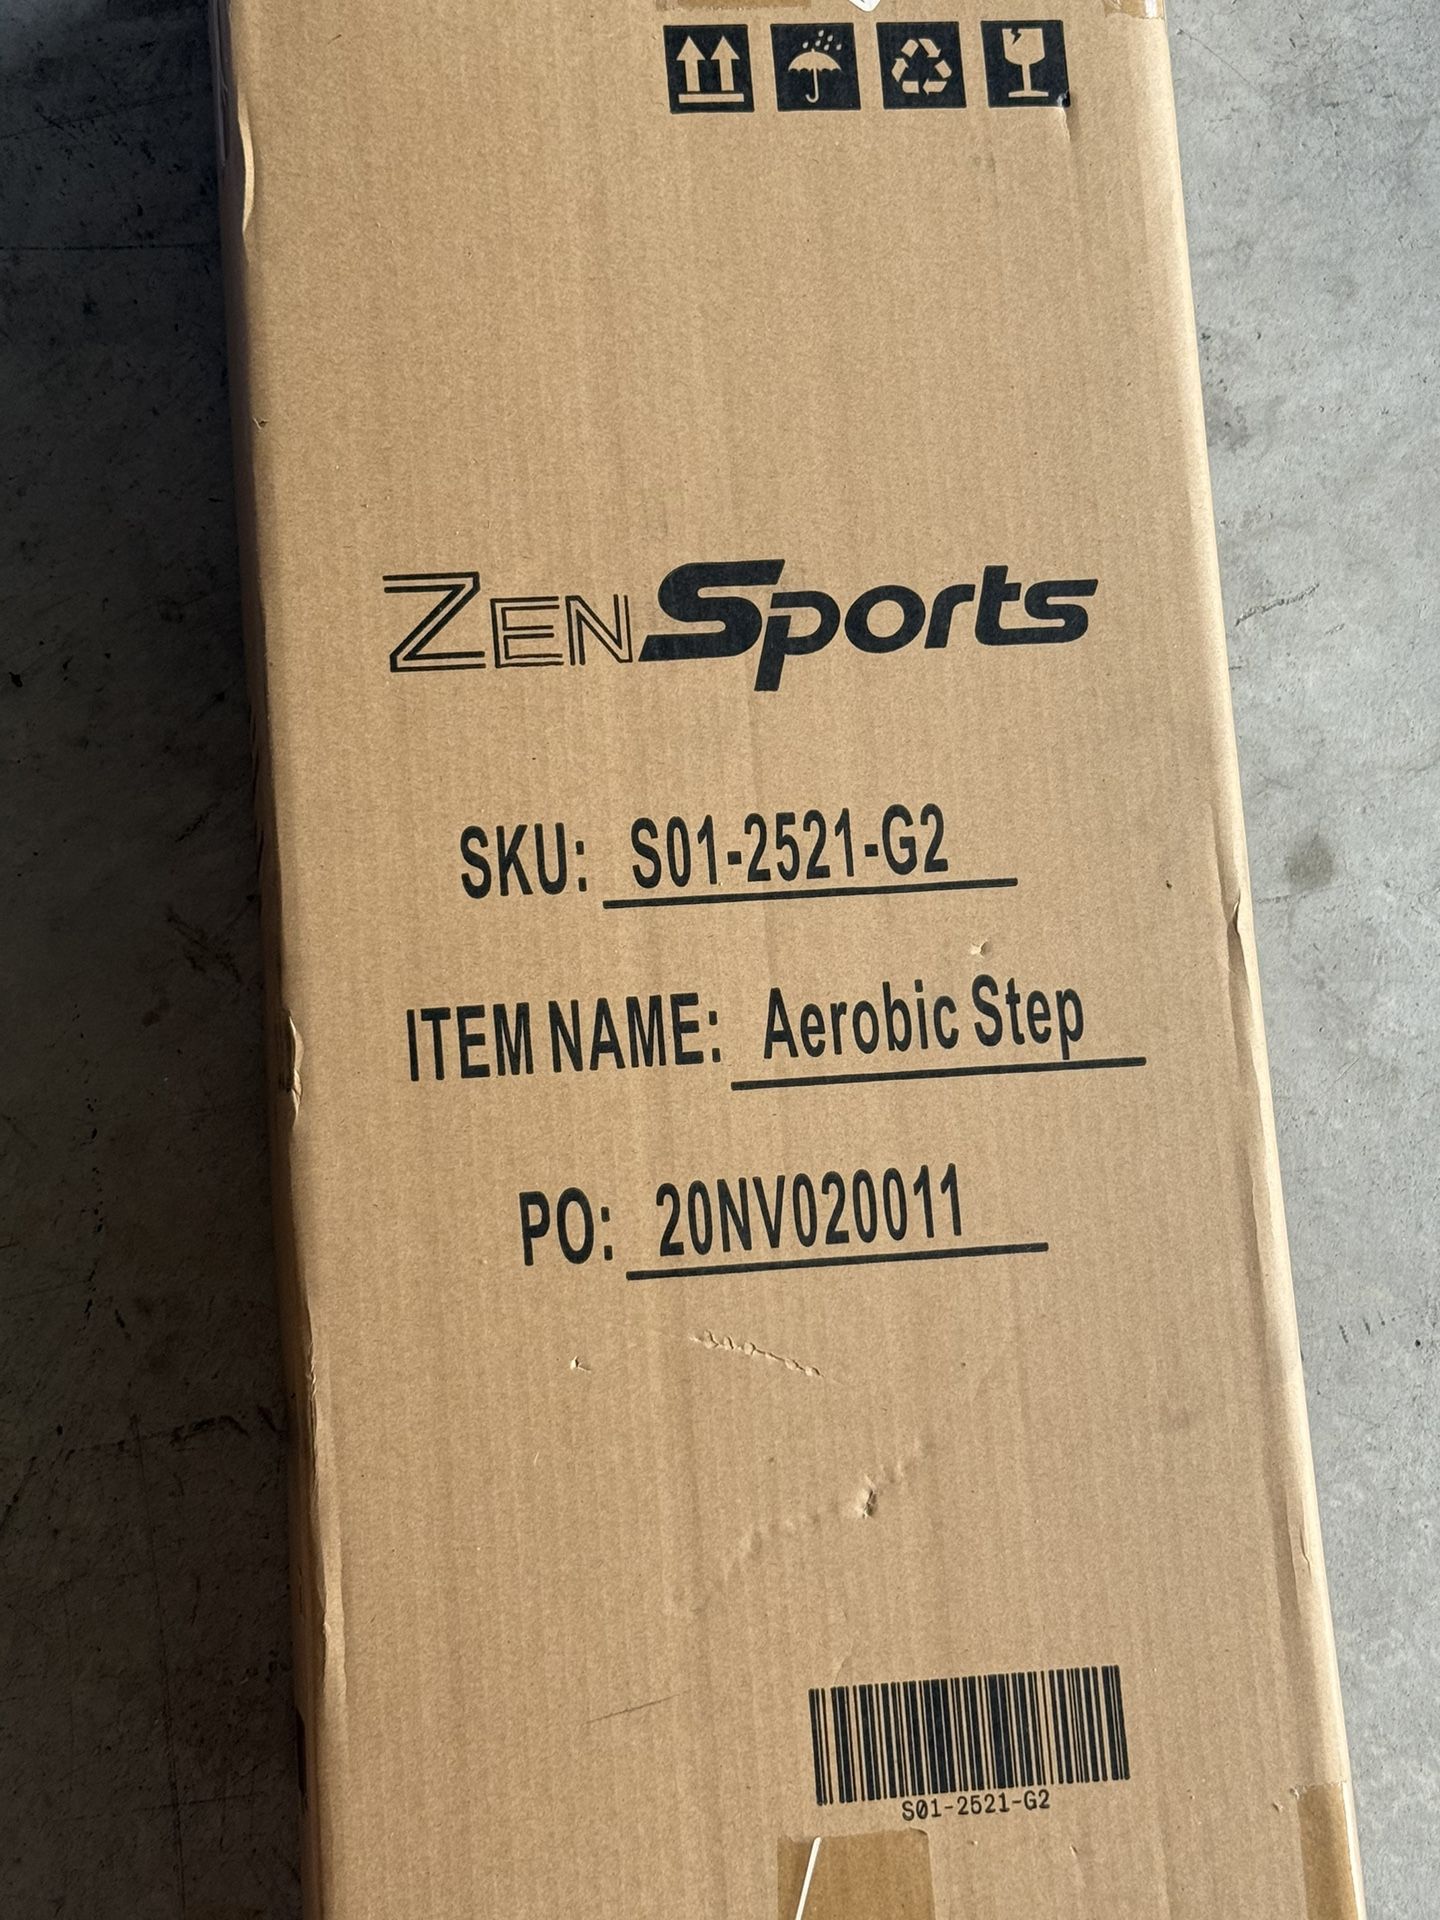 ZENSports
SKU: S01-2521-G2
ITEM NAME: Aerobic Step
PO: 20NV020011
S01-2521-G2